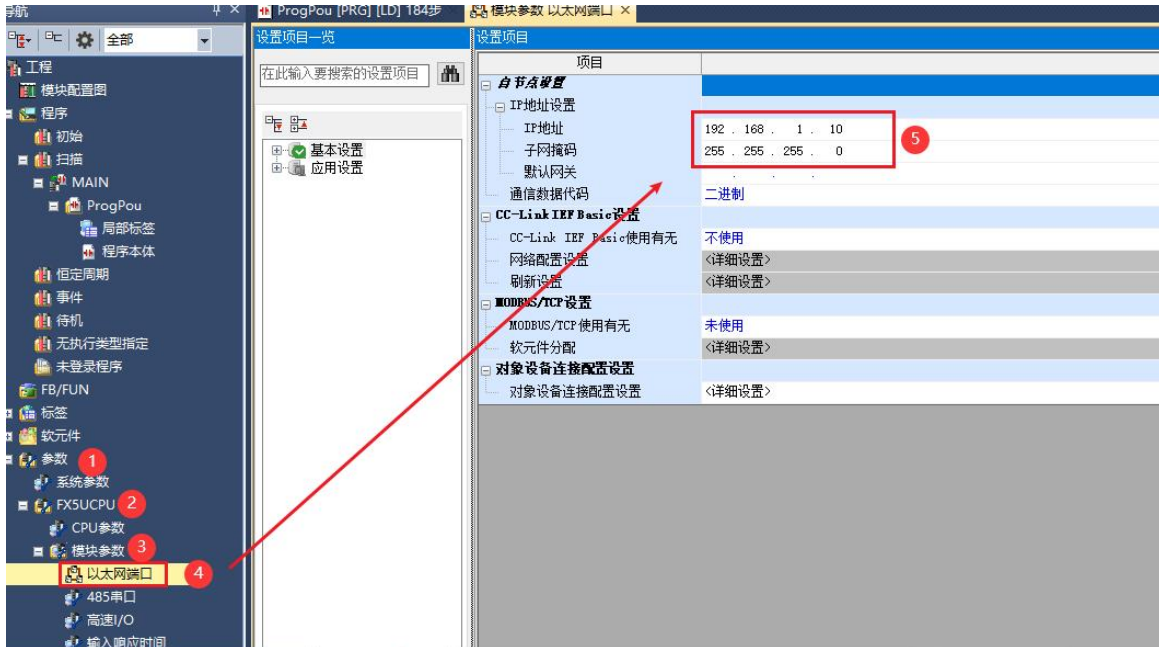 导航
ProgPou [PRG] [LD] 184步
模块参数 以太网端口
全部
工程
模块配置图
程序
初始
扫描
MAIN
ProgPou
局部标签
程序本体
恒定周期
事件
待机
无执行类型指定
未登录程序
FB/FUN
标签
软元件
参数 1
系统参数
FX5UCPU 2
CPU参数
模块参数 3
以太网端口 4
485串口
高速I/O
输入响应时间
设置项目一览
在此输入要搜索的设置项目
基本设置
应用设置
设置项目
项目
自节点设置
IP地址设置
IP地址 192 . 168 . 1 . 10
子网掩码 255 . 255 . 255 . 0
5
默认网关 . . .
通信数据代码 二进制
CC-Link IEF Basic设置
CC-Link IEF Basic使用有无 不使用
网络配置设置 <详细设置>
刷新设置 <详细设置>
MODBUS/TCP设置
MODBUS/TCP使用有无 未使用
软元件分配 <详细设置>
对象设备连接配置设置
对象设备连接配置设置 <详细设置>